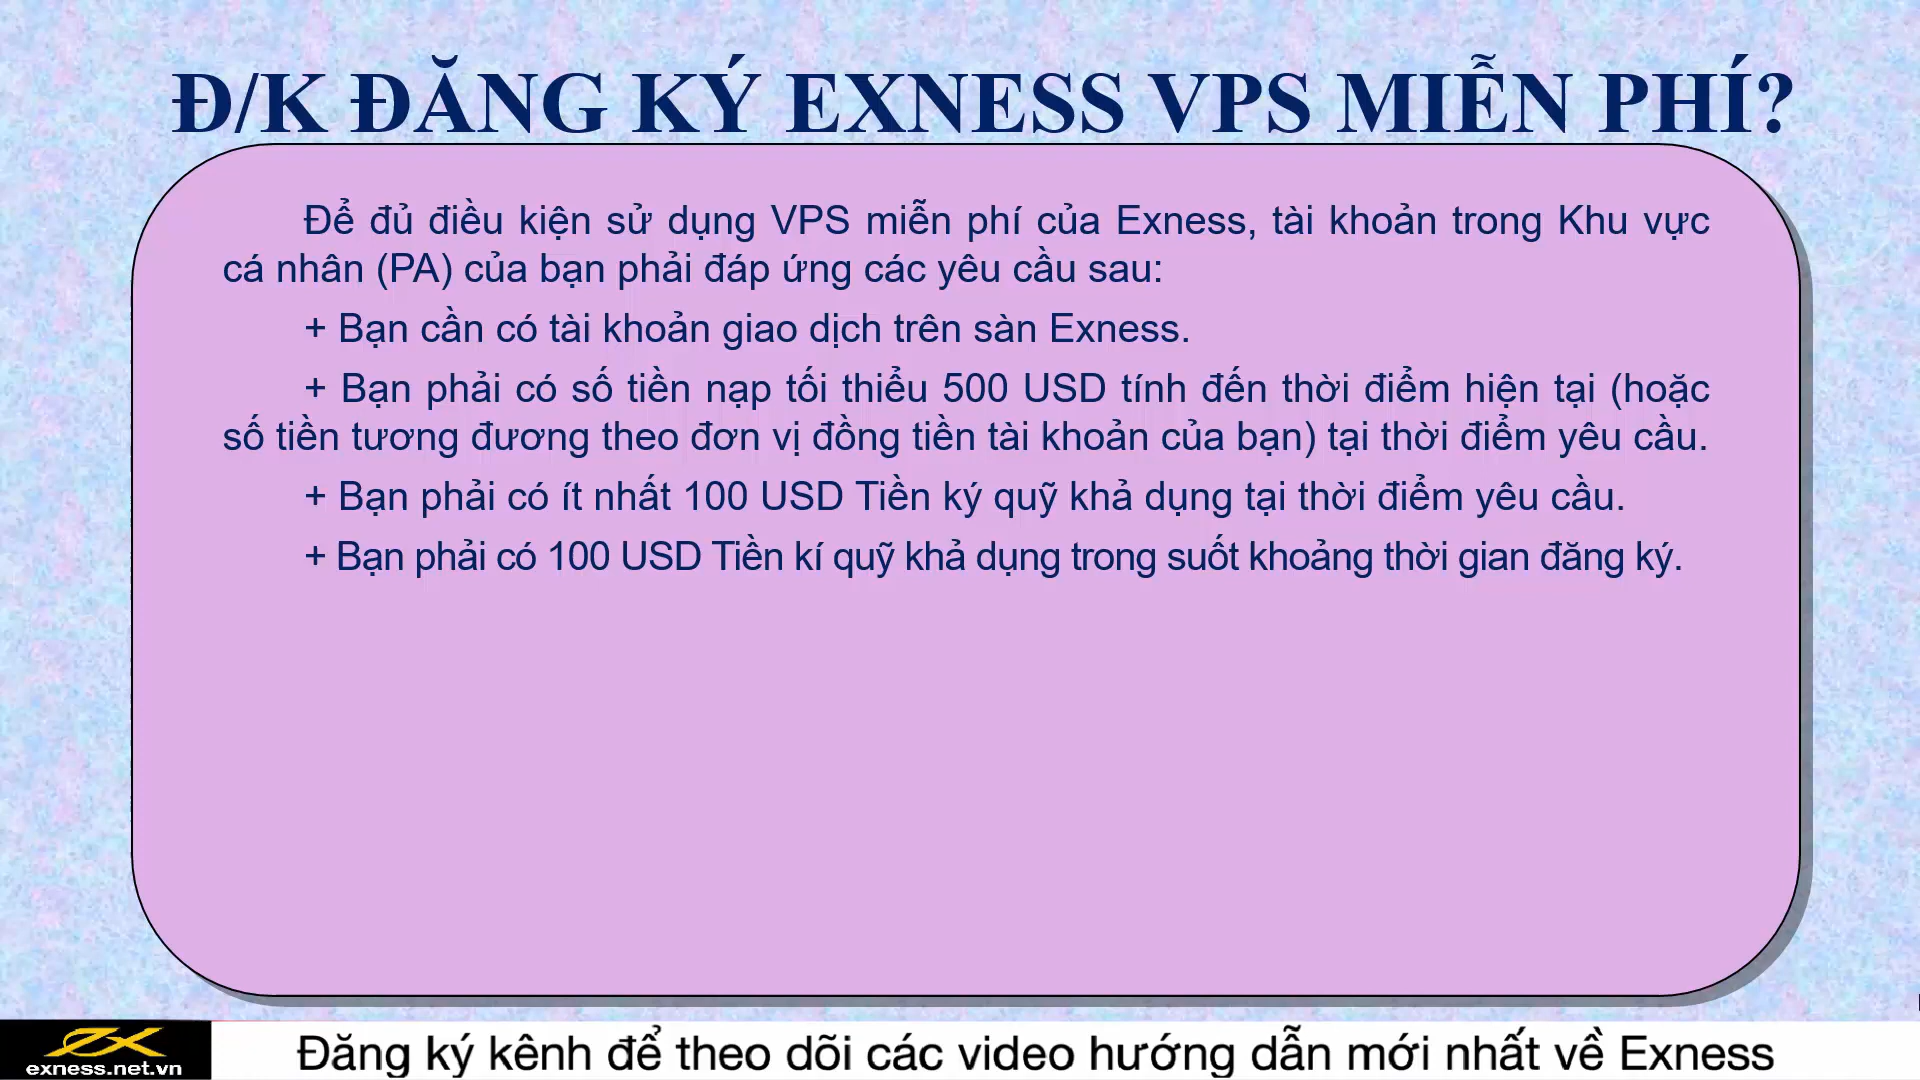 Đ/K ĐĂNG KÝ EXNESS VPS MIỄN PHÍ?
Để đủ điều kiện sử dụng VPS miễn phí của Exness, tài khoản trong Khu vực
cá nhân (PA) của bạn phải đáp ứng các yêu cầu sau:
+ Bạn cần có tài khoản giao dịch trên sàn Exness.
+ Bạn phải có số tiền nạp tối thiểu 500 USD tính đến thời điểm hiện tại (hoặc
số tiền tương đương theo đơn vị đồng tiền tài khoản của bạn) tại thời điểm yêu cầu.
+ Bạn phải có ít nhất 100 USD Tiền ký quỹ khả dụng tại thời điểm yêu cầu.
+ Bạn phải có 100 USD Tiền kí quỹ khả dụng trong suốt khoảng thời gian đăng ký.
ex
exness.net.vn
Đăng ký kênh để theo dõi các video hướng dẫn mới nhất về Exness